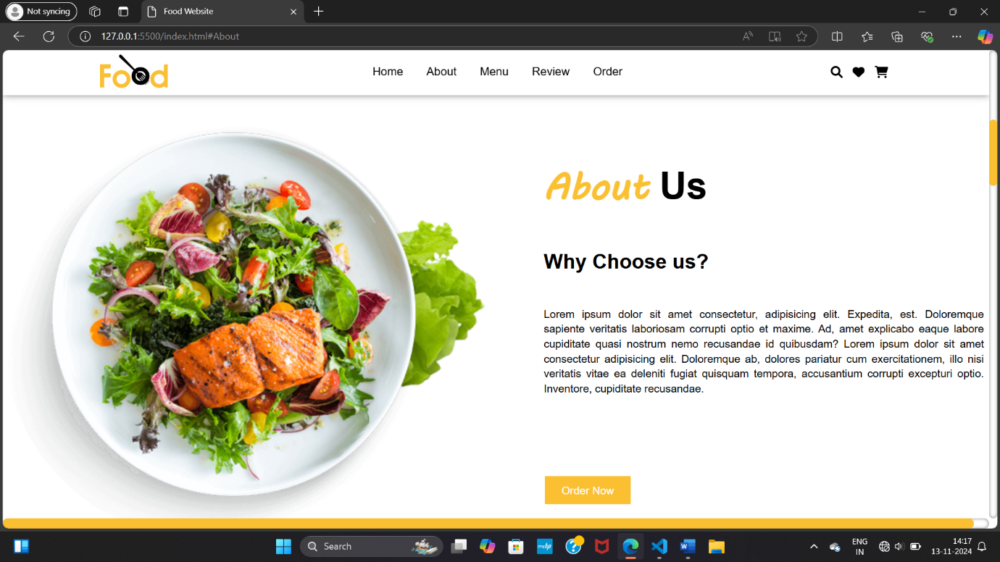 Not syncing
Food Website
127.0.0.1:5500/index.html#About
Food
Home About Menu Review Order
About Us
Why Choose us?
Lorem ipsum dolor sit amet consectetur, adipisicing elit. Expedita, est. Doloremque
sapiente veritatis laboriosam corrupti optio et maxime. Ad, amet explicabo eaque labore
cupiditate quasi nostrum nemo recusandae id quibusdam? Lorem ipsum dolor sit amet
consectetur adipisicing elit. Doloremque ab, dolores pariatur cum exercitationem, illo nisi
veritatis vitae ea deleniti fugiat quisquam tempora, accusantium corrupti excepturi optio.
Inventore, cupiditate recusandae.
Order Now
Search
ENG
IN
14:17
13-11-2024